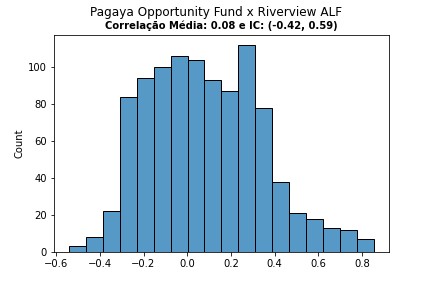 Pagaya Opportunity Fund x Riverview ALF
Correlação Média: 0.08 e IC: (-0.42, 0.59)
100
80
60
40
20
0
Count
−0.6 −0.4 −0.2 0.0 0.2 0.4 0.6 0.8